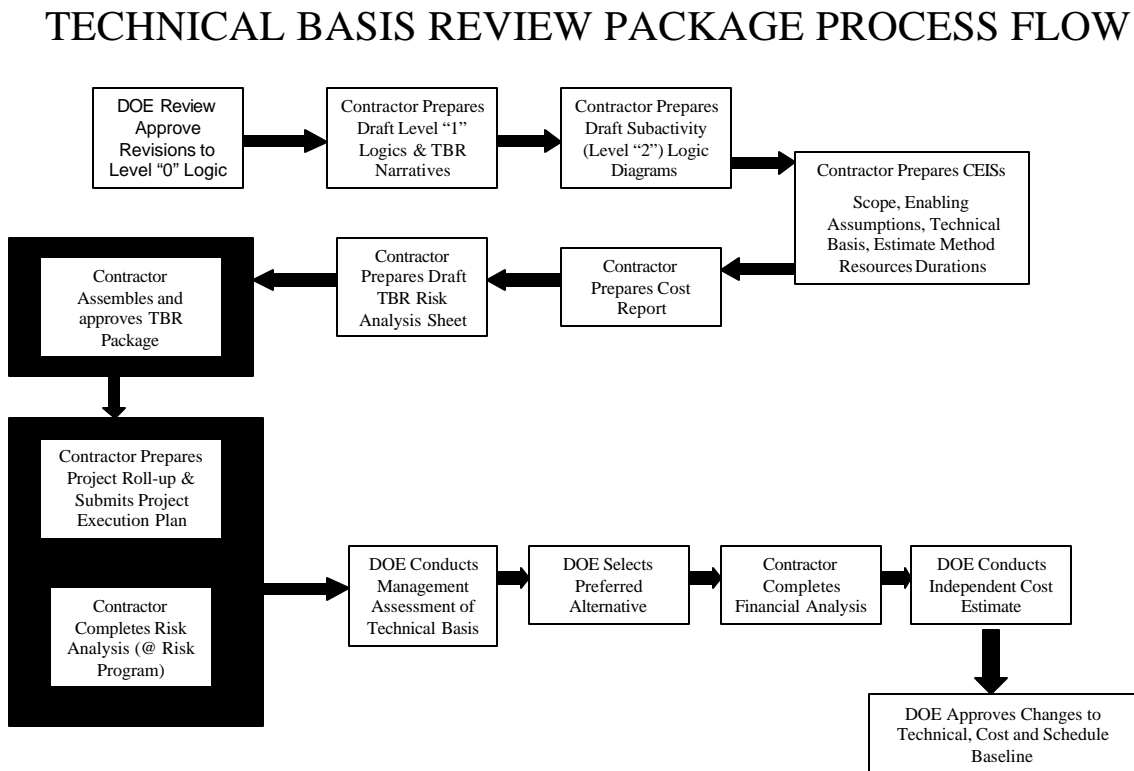 TECHNICAL BASIS REVIEW PACKAGE PROCESS FLOW
DOE Review
Approve
Revisions to
Level “0” Logic
Contractor Prepares
Draft Level “1”
Logics & TBR
Narratives
Contractor Prepares
Draft Subactivity
(Level “2”) Logic
Diagrams
Contractor Prepares CEISs
Scope, Enabling
Assumptions, Technical
Basis, Estimate Method
Resources Durations
Contractor
Prepares Cost
Report
Contractor
Prepares Draft
TBR Risk
Analysis Sheet
Contractor
Assembles and
approves TBR
Package
Contractor Prepares
Project Roll-up &
Submits Project
Execution Plan
Contractor
Completes Risk
Analysis (@ Risk
Program)
DOE Conducts
Management
Assessment of
Technical Basis
DOE Selects
Preferred
Alternative
Contractor
Completes
Financial Analysis
DOE Conducts
Independent Cost
Estimate
DOE Approves Changes to
Technical, Cost and Schedule
Baseline